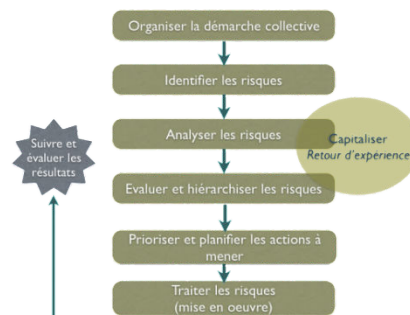 Organiser la démarche collective
Identifier les risques
Suivre et
évaluer les
résultats
Analyser les risques
Capitaliser
Retour d'expérience
Evaluer et hiérarchiser les risques
Prioriser et planifier les actions à
mener
Traiter les risques
(mise en oeuvre)